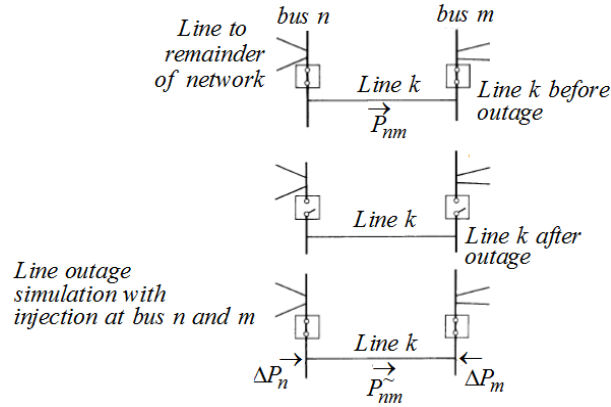 bus n
bus m
Line to
remainder
of network
Line k
P_nm
Line k before
outage
Line k
Line k after
outage
Line outage
simulation with
injection at bus n and m
Line k
ΔP_n
P~_nm
ΔP_m